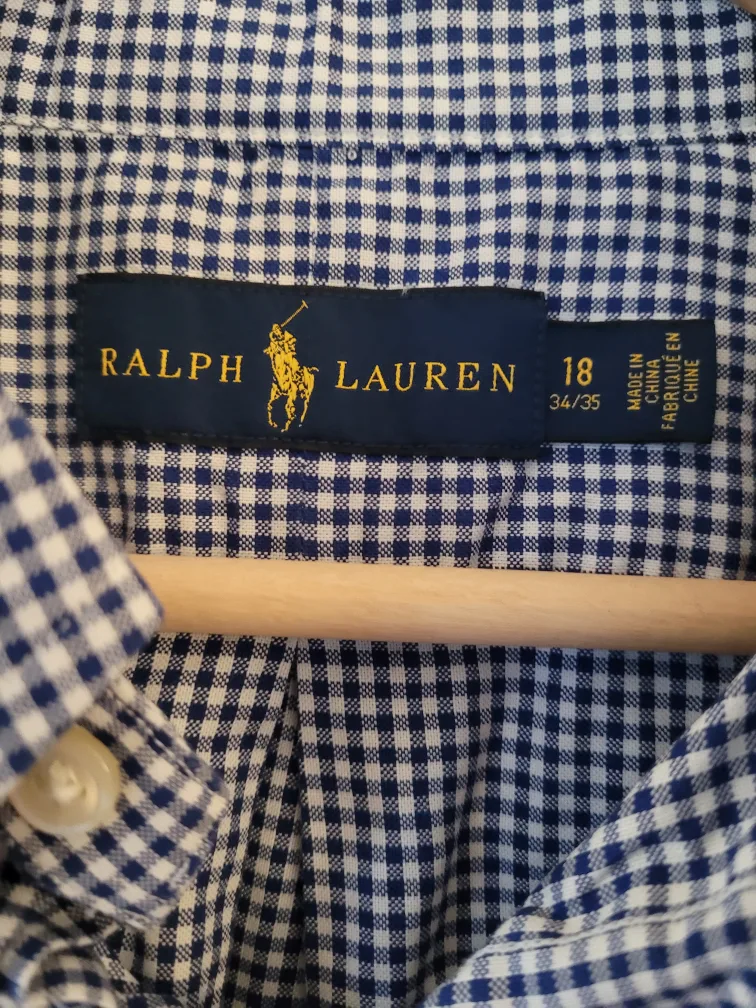 RALPH LAUREN
18
34/35
MADE IN
CHINA
FABRIQUÉ EN
CHINE